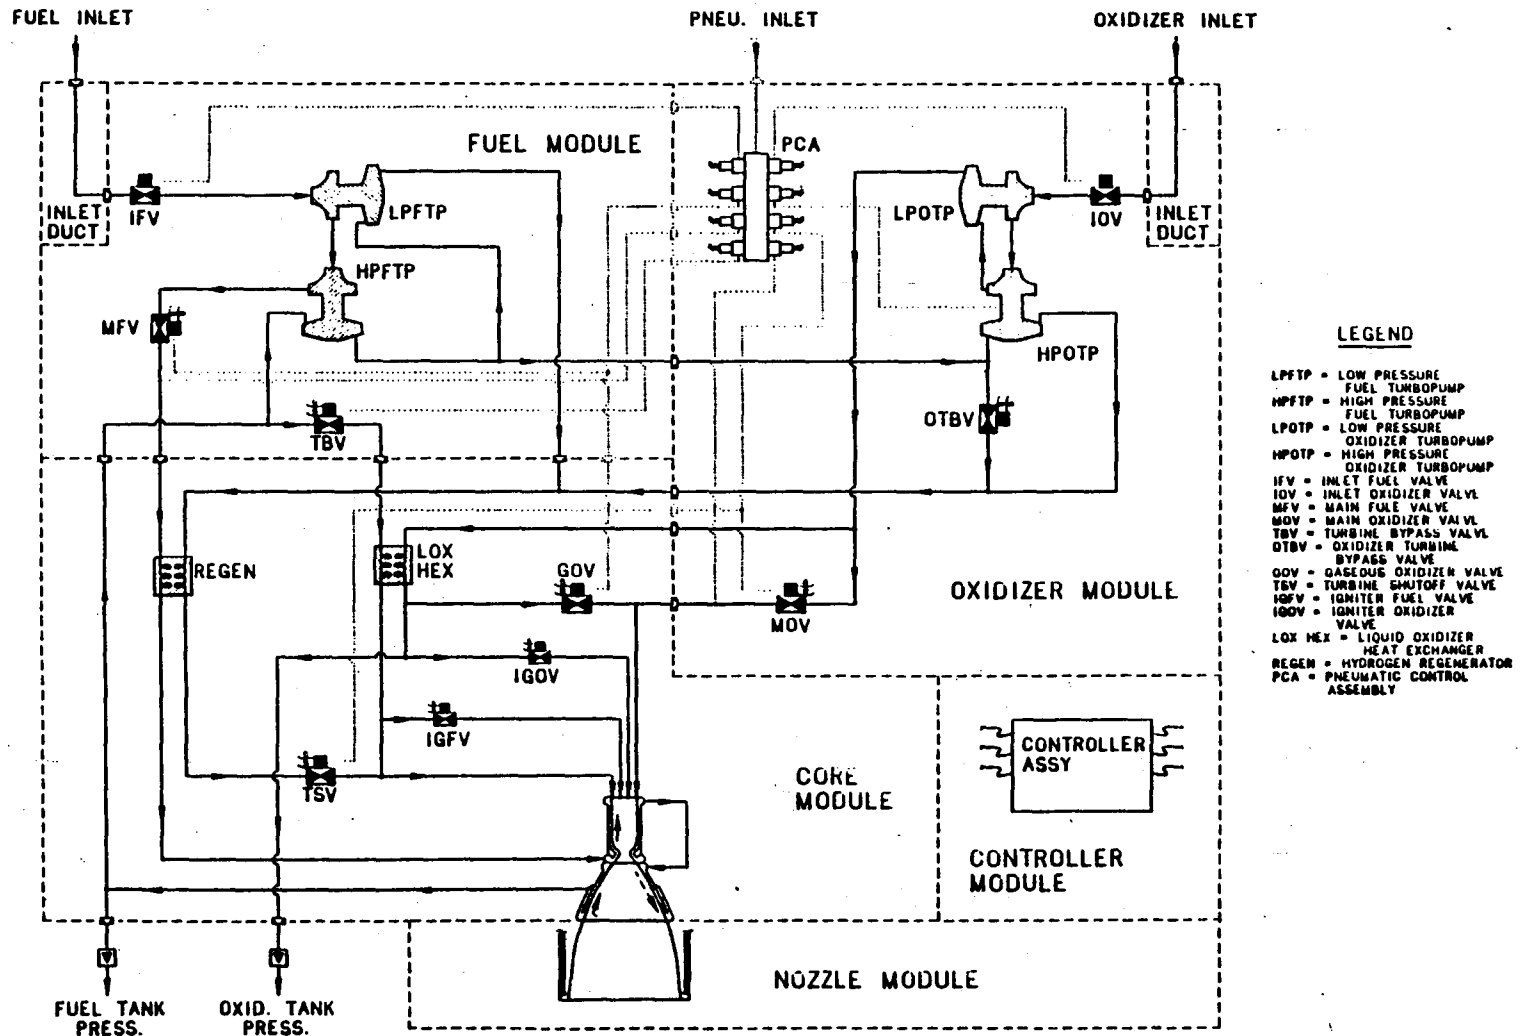 FUEL INLET
PNEU. INLET
OXIDIZER INLET
FUEL MODULE
PCA
LPFTP
LPOTP
IFV
IOV
INLET
DUCT
INLET
DUCT
HPFTP
MFV
HPOTP
TBV
OTBV
REGEN
LOX
HEX
GOV
MOV
OXIDIZER MODULE
IGOV
IGFV
TSV
CORE
MODULE
CONTROLLER
ASSY
CONTROLLER
MODULE
NOZZLE MODULE
FUEL TANK
PRESS.
OXID. TANK
PRESS.
LEGEND
LPFTP = LOW PRESSURE
FUEL TURBOPUMP
HPFTP = HIGH PRESSURE
FUEL TURBOPUMP
LPOTP = LOW PRESSURE
OXIDIZER TURBOPUMP
HPOTP = HIGH PRESSURE
OXIDIZER TURBOPUMP
IFV = INLET FUEL VALVE
IOV = INLET OXIDIZER VALVE
MFV = MAIN FULE VALVE
MOV = MAIN OXIDIZER VALVE
TBV = TURBINE BYPASS VALVE
OTBV = OXIDIZER TURBINE
BYPASS VALVE
GOV = GASEOUS OXIDIZER VALVE
TSV = TURBINE SHUTOFF VALVE
IGFV = IGNITER FUEL VALVE
IGOV = IGNITER OXIDIZER
VALVE
LOX HEX = LIQUID OXIDIZER
HEAT EXCHANGER
REGEN = HYDROGEN REGENERATOR
PCA = PNEUMATIC CONTROL
ASSEMBLY